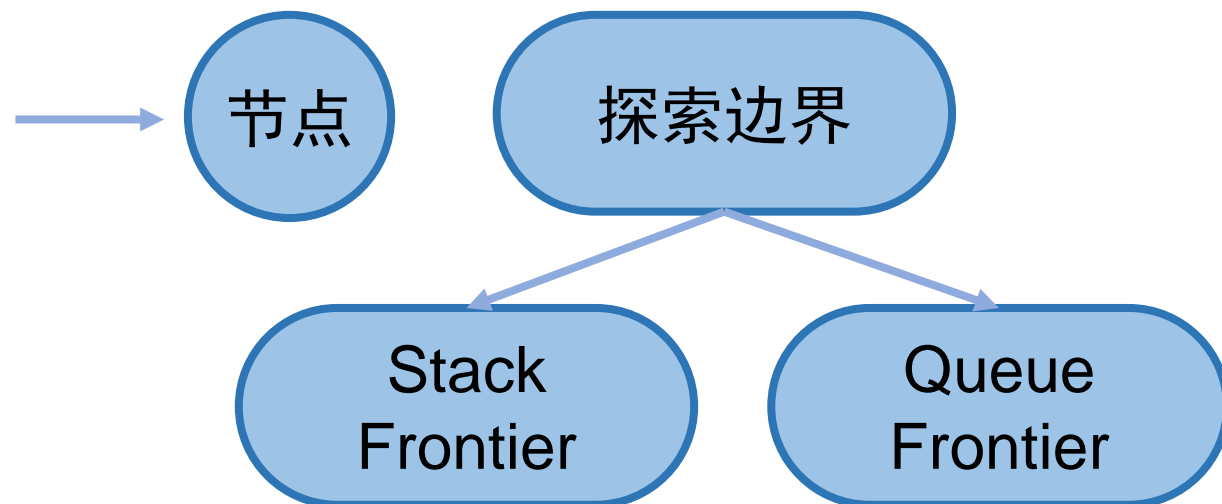 节点
探索边界
Stack
Frontier
Queue
Frontier